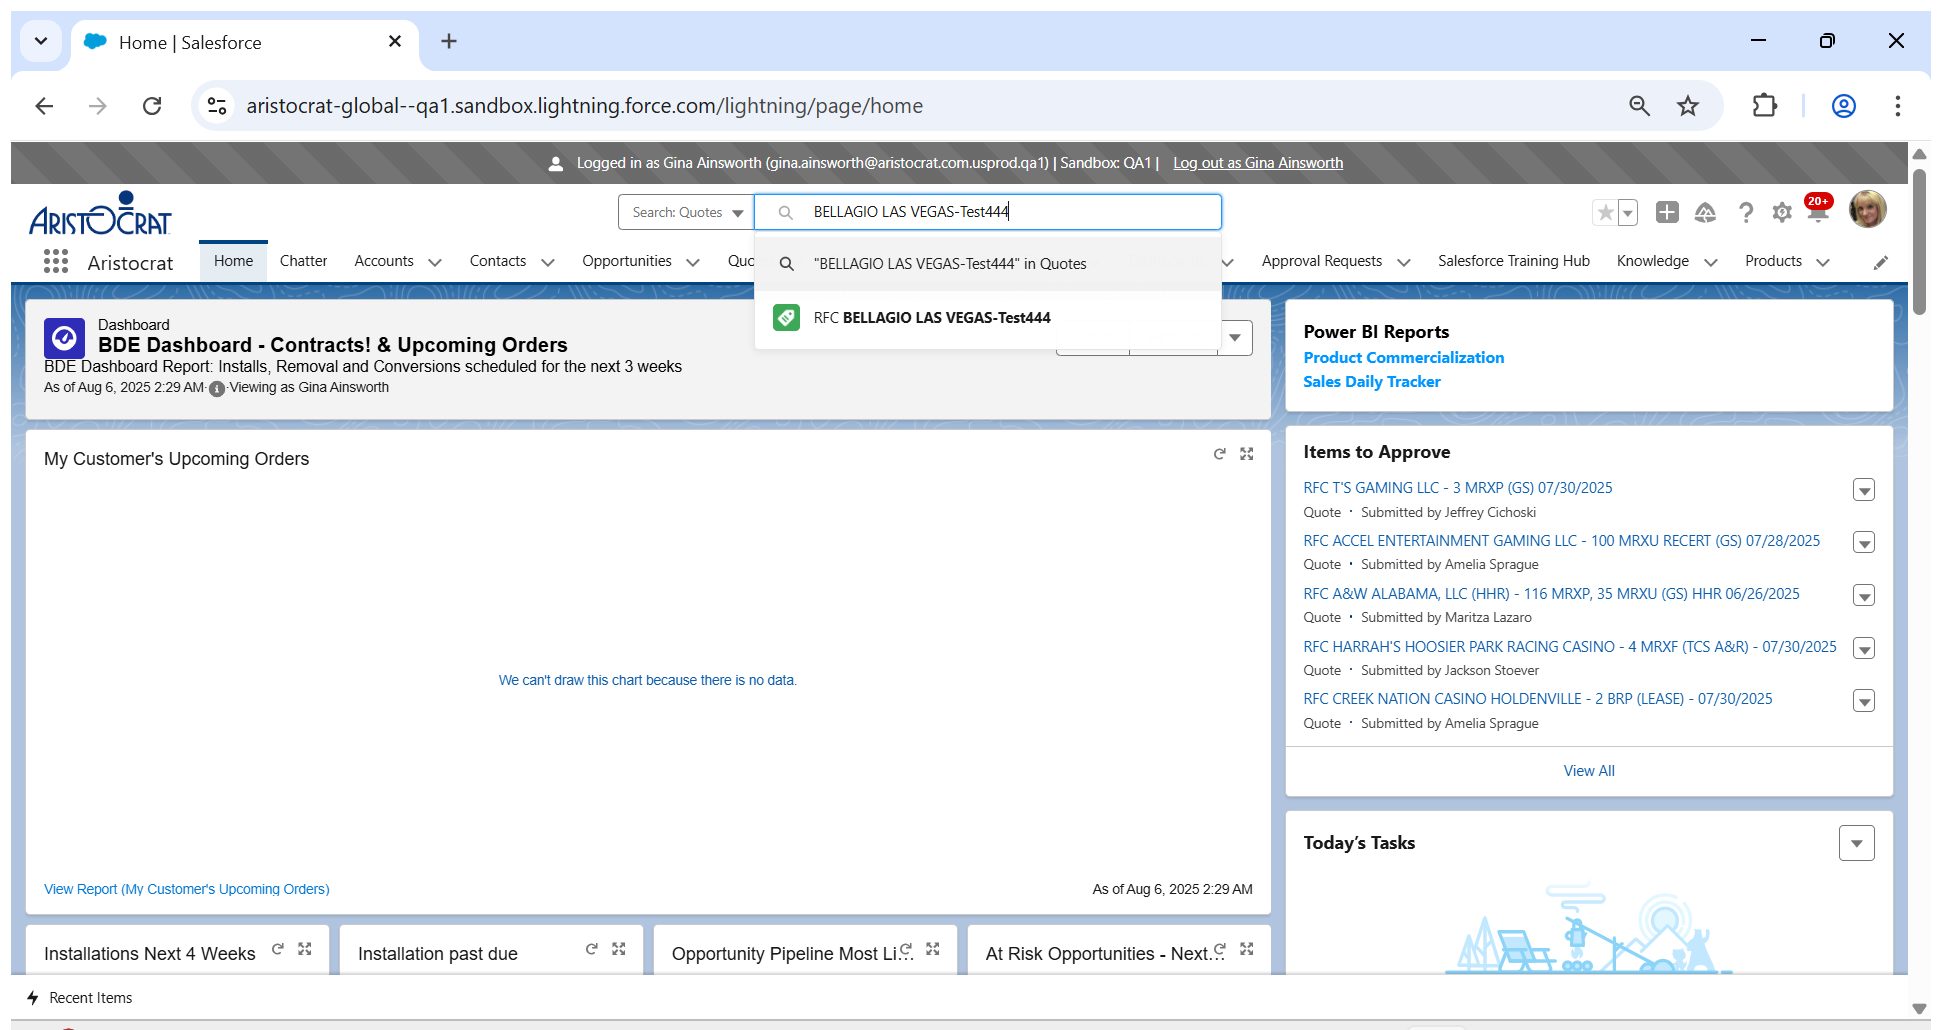 Home | Salesforce
aristocrat-global--qa1.sandbox.lightning.force.com/lightning/page/home
Logged in as Gina Ainsworth (gina.ainsworth@aristocrat.com.usprod.qa1) | Sandbox: QA1 | Log out as Gina Ainsworth
ARISTOCRAT
Search: Quotes
BELLAGIO LAS VEGAS-Test444
20+
Aristocrat
Home
Chatter
Accounts
Contacts
Opportunities
Quo
Approval Requests
Salesforce Training Hub
Knowledge
Products
"BELLAGIO LAS VEGAS-Test444" in Quotes
RFC BELLAGIO LAS VEGAS-Test444
Dashboard
BDE Dashboard - Contracts! & Upcoming Orders
BDE Dashboard Report: Installs, Removal and Conversions scheduled for the next 3 weeks
As of Aug 6, 2025 2:29 AM·Viewing as Gina Ainsworth
My Customer's Upcoming Orders
We can't draw this chart because there is no data.
View Report (My Customer's Upcoming Orders)
As of Aug 6, 2025 2:29 AM
Installations Next 4 Weeks
Installation past due
Opportunity Pipeline Most Li...
At Risk Opportunities - Next...
Power BI Reports
Product Commercialization
Sales Daily Tracker
Items to Approve
RFC T'S GAMING LLC - 3 MRXP (GS) 07/30/2025
Quote • Submitted by Jeffrey Cichoski
RFC ACCEL ENTERTAINMENT GAMING LLC - 100 MRXU RECERT (GS) 07/28/2025
Quote • Submitted by Amelia Sprague
RFC A&W ALABAMA, LLC (HHR) - 116 MRXP, 35 MRXU (GS) HHR 06/26/2025
Quote • Submitted by Maritza Lazaro
RFC HARRAH'S HOOSIER PARK RACING CASINO - 4 MRXF (TCS A&R) - 07/30/2025
Quote • Submitted by Jackson Stoever
RFC CREEK NATION CASINO HOLDENVILLE - 2 BRP (LEASE) - 07/30/2025
Quote • Submitted by Amelia Sprague
View All
Today's Tasks
Recent Items